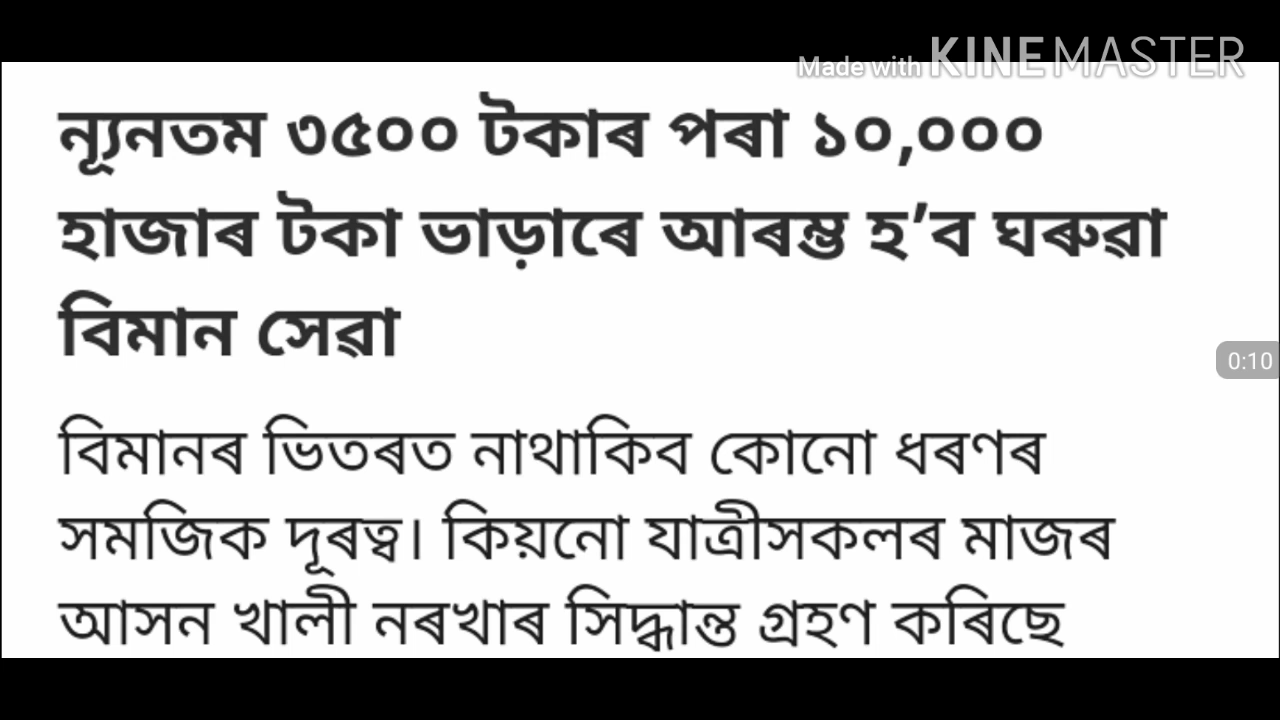 Made with KINEMASTER
ন্যূনতম ৩৫০০ টকাৰ পৰা ১০,০০০
হাজাৰ টকা ভাড়াৰে আৰম্ভ হ’ব ঘৰুৱা
বিমান সেৱা
0:10
বিমানৰ ভিতৰত নাথাকিব কোনো ধৰণৰ
সমজিক দূৰত্ব। কিয়নো যাত্ৰীসকলৰ মাজৰ
আসন খালী নৰখাৰ সিদ্ধান্ত গ্ৰহণ কৰিছে